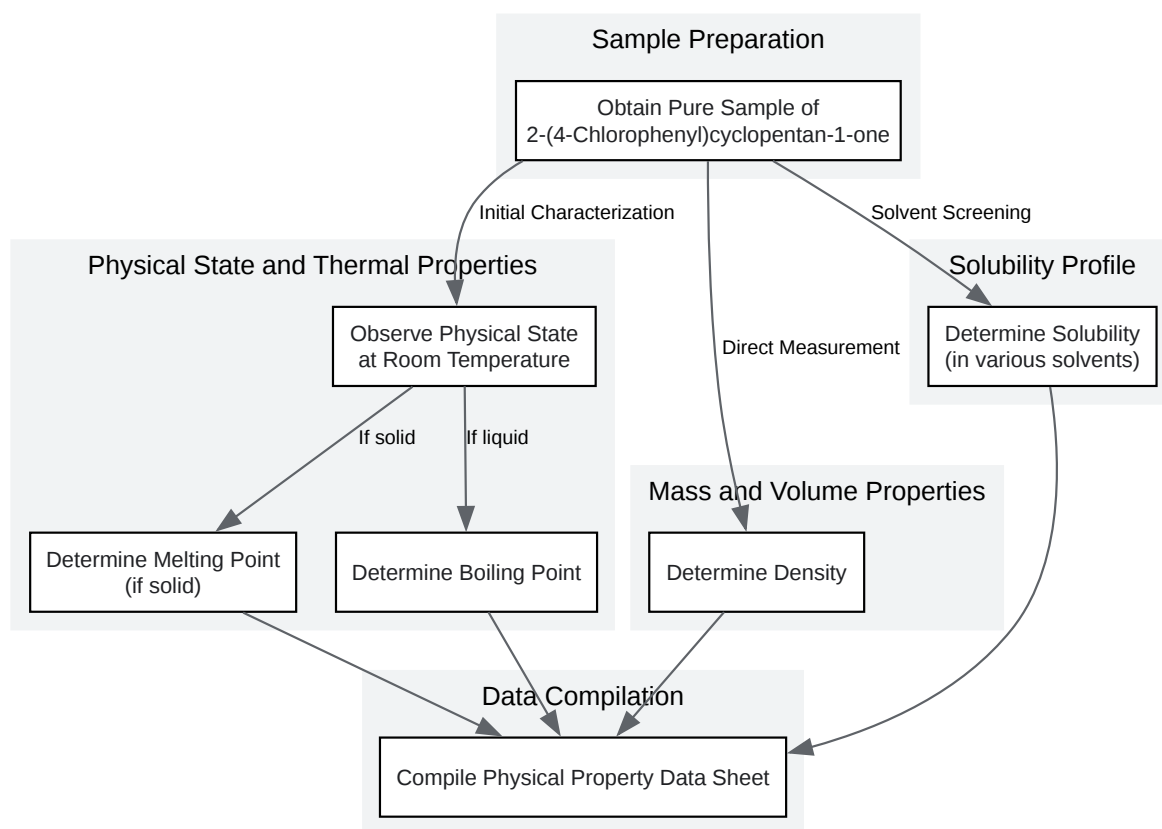 Sample Preparation
Obtain Pure Sample of
2-(4-Chlorophenyl)cyclopentan-1-one
Initial Characterization
Solvent Screening
Physical State and Thermal Properties
Solubility Profile
Observe Physical State
at Room Temperature
Direct Measurement
Determine Solubility
(in various solvents)
If solid
If liquid
Mass and Volume Properties
Determine Melting Point
(if solid)
Determine Boiling Point
Determine Density
Data Compilation
Compile Physical Property Data Sheet